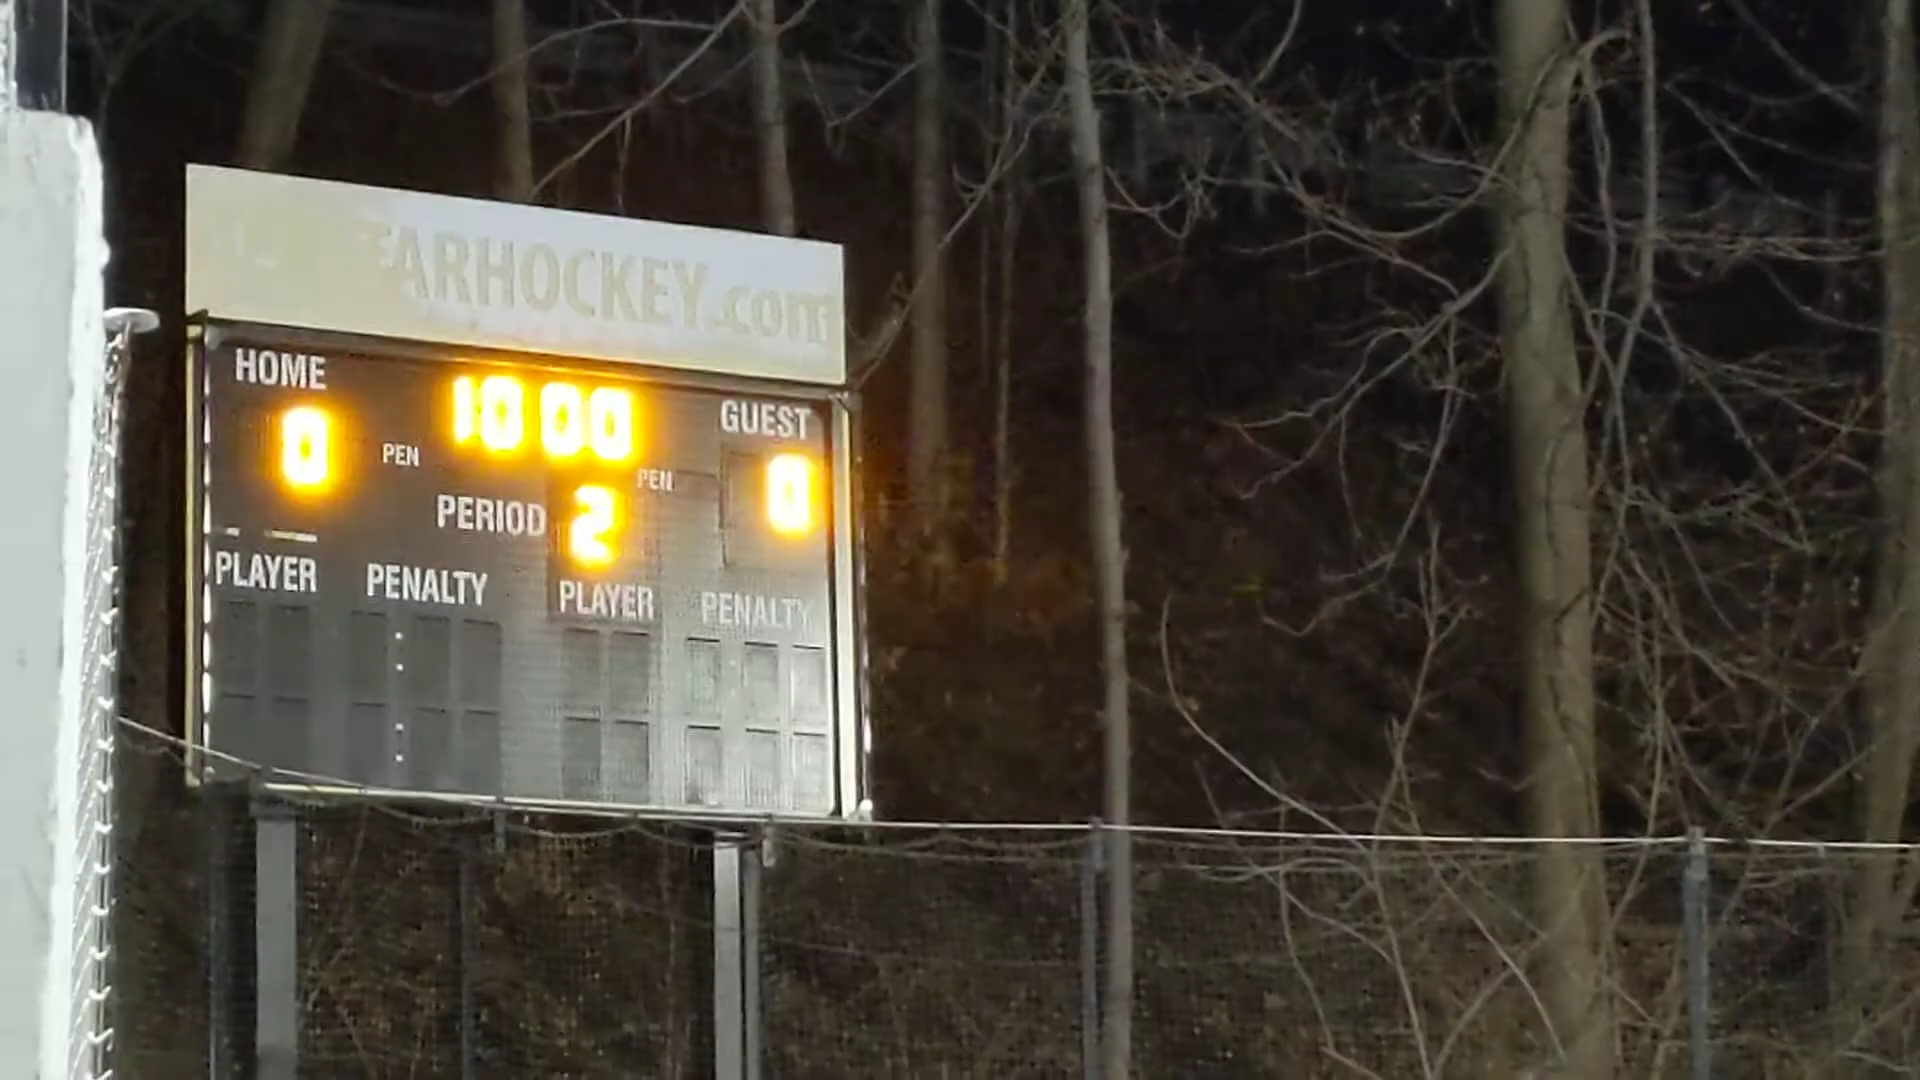 ARHOCKEY.com
HOME 10 00 GUEST
0 PEN PEN 0
PERIOD 2
PLAYER PENALTY PLAYER PENALTY